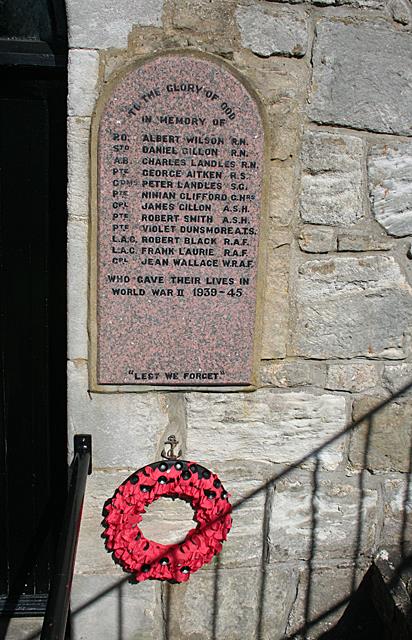 TO THE GLORY OF GOD
IN MEMORY OF
P.O. ALBERT WILSON R.N.
STO DANIEL GILLON R.N.
A.B. CHARLES LANDLES R.N.
PTE GEORGE AITKEN R.S.
GDMS PETER LANDLES S.G.
PTE NINIAN CLIFFORD G.HRS
CPL JAMES GILLON A.S.H.
PTE ROBERT SMITH A.S.H.
PTE VIOLET DUNSMORE A.T.S.
L.A.C. ROBERT BLACK R.A.F.
L.A.C. FRANK LAURIE R.A.F.
CPL JEAN WALLACE W.R.A.F.
WHO GAVE THEIR LIVES IN
WORLD WAR II 1939-45
"LEST WE FORGET."